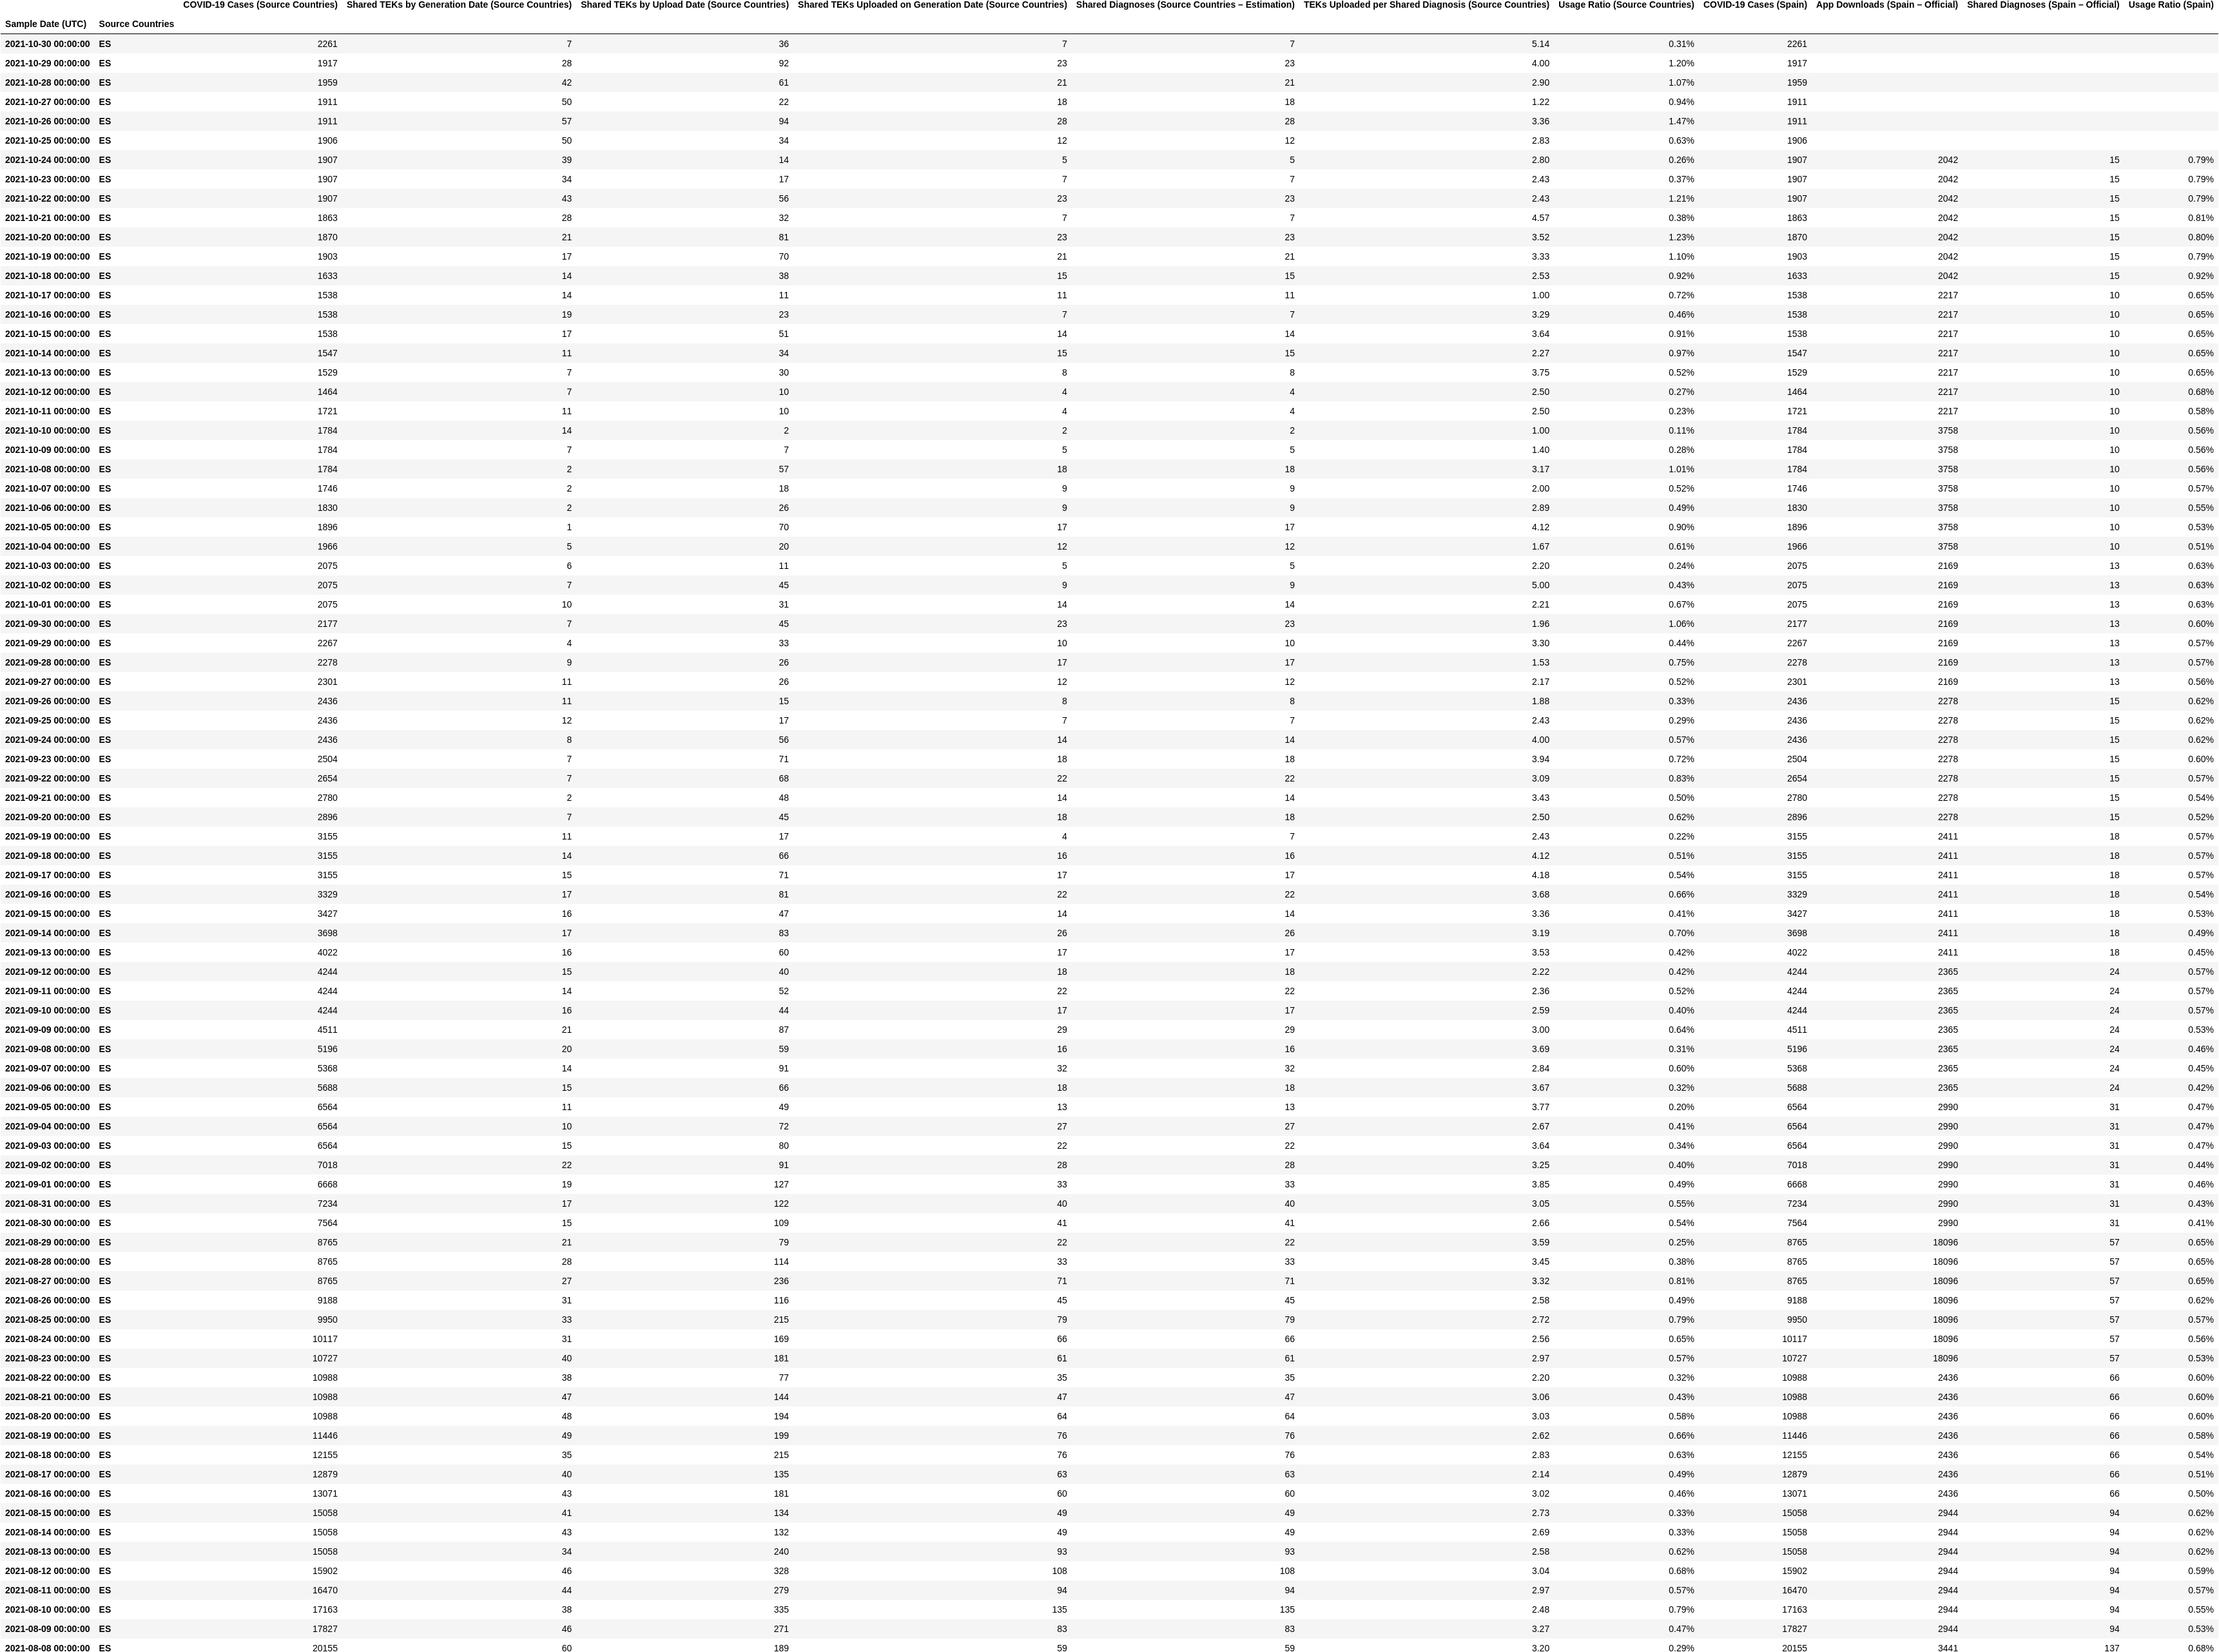 COVID-19 Cases (Source Countries) Shared TEKs by Generation Date (Source Countries) Shared TEKs by Upload Date (Source Countries) Shared TEKs Uploaded on Generation Date (Source Countries) Shared Diagnoses (Source Countries – Estimation) TEKs Uploaded per Shared Diagnosis (Source Countries) Usage Ratio (Source Countries) COVID-19 Cases (Spain) App Downloads (Spain – Official) Shared Diagnoses (Spain – Official) Usage Ratio (Spain)
Sample Date (UTC) Source Countries
2021-10-30 00:00:00 ES 2261 7 36 7 7 5.14 0.31% 2261
2021-10-29 00:00:00 ES 1917 28 92 23 23 4.00 1.20% 1917
2021-10-28 00:00:00 ES 1959 42 61 21 21 2.90 1.07% 1959
2021-10-27 00:00:00 ES 1911 50 22 18 18 1.22 0.94% 1911
2021-10-26 00:00:00 ES 1911 57 94 28 28 3.36 1.47% 1911
2021-10-25 00:00:00 ES 1906 50 34 12 12 2.83 0.63% 1906
2021-10-24 00:00:00 ES 1907 39 14 5 5 2.80 0.26% 1907 2042 15 0.79%
2021-10-23 00:00:00 ES 1907 34 17 7 7 2.43 0.37% 1907 2042 15 0.79%
2021-10-22 00:00:00 ES 1907 43 56 23 23 2.43 1.21% 1907 2042 15 0.79%
2021-10-21 00:00:00 ES 1863 28 32 7 7 4.57 0.38% 1863 2042 15 0.81%
2021-10-20 00:00:00 ES 1870 21 81 23 23 3.52 1.23% 1870 2042 15 0.80%
2021-10-19 00:00:00 ES 1903 17 70 21 21 3.33 1.10% 1903 2042 15 0.79%
2021-10-18 00:00:00 ES 1633 14 38 15 15 2.53 0.92% 1633 2042 15 0.92%
2021-10-17 00:00:00 ES 1538 14 11 11 11 1.00 0.72% 1538 2217 10 0.65%
2021-10-16 00:00:00 ES 1538 19 23 7 7 3.29 0.46% 1538 2217 10 0.65%
2021-10-15 00:00:00 ES 1538 17 51 14 14 3.64 0.91% 1538 2217 10 0.65%
2021-10-14 00:00:00 ES 1547 11 34 15 15 2.27 0.97% 1547 2217 10 0.65%
2021-10-13 00:00:00 ES 1529 7 30 8 8 3.75 0.52% 1529 2217 10 0.65%
2021-10-12 00:00:00 ES 1464 7 10 4 4 2.50 0.27% 1464 2217 10 0.68%
2021-10-11 00:00:00 ES 1721 11 10 4 4 2.50 0.23% 1721 2217 10 0.58%
2021-10-10 00:00:00 ES 1784 14 2 2 2 1.00 0.11% 1784 3758 10 0.56%
2021-10-09 00:00:00 ES 1784 7 7 5 5 1.40 0.28% 1784 3758 10 0.56%
2021-10-08 00:00:00 ES 1784 2 57 18 18 3.17 1.01% 1784 3758 10 0.56%
2021-10-07 00:00:00 ES 1746 2 18 9 9 2.00 0.52% 1746 3758 10 0.57%
2021-10-06 00:00:00 ES 1830 2 26 9 9 2.89 0.49% 1830 3758 10 0.55%
2021-10-05 00:00:00 ES 1896 1 70 17 17 4.12 0.90% 1896 3758 10 0.53%
2021-10-04 00:00:00 ES 1966 5 20 12 12 1.67 0.61% 1966 3758 10 0.51%
2021-10-03 00:00:00 ES 2075 6 11 5 5 2.20 0.24% 2075 2169 13 0.63%
2021-10-02 00:00:00 ES 2075 7 45 9 9 5.00 0.43% 2075 2169 13 0.63%
2021-10-01 00:00:00 ES 2075 10 31 14 14 2.21 0.67% 2075 2169 13 0.63%
2021-09-30 00:00:00 ES 2177 7 45 23 23 1.96 1.06% 2177 2169 13 0.60%
2021-09-29 00:00:00 ES 2267 4 33 10 10 3.30 0.44% 2267 2169 13 0.57%
2021-09-28 00:00:00 ES 2278 9 26 17 17 1.53 0.75% 2278 2169 13 0.57%
2021-09-27 00:00:00 ES 2301 11 26 12 12 2.17 0.52% 2301 2169 13 0.56%
2021-09-26 00:00:00 ES 2436 11 15 8 8 1.88 0.33% 2436 2278 15 0.62%
2021-09-25 00:00:00 ES 2436 12 17 7 7 2.43 0.29% 2436 2278 15 0.62%
2021-09-24 00:00:00 ES 2436 8 56 14 14 4.00 0.57% 2436 2278 15 0.62%
2021-09-23 00:00:00 ES 2504 7 71 18 18 3.94 0.72% 2504 2278 15 0.60%
2021-09-22 00:00:00 ES 2654 7 68 22 22 3.09 0.83% 2654 2278 15 0.57%
2021-09-21 00:00:00 ES 2780 2 48 14 14 3.43 0.50% 2780 2278 15 0.54%
2021-09-20 00:00:00 ES 2896 7 45 18 18 2.50 0.62% 2896 2278 15 0.52%
2021-09-19 00:00:00 ES 3155 11 17 4 7 2.43 0.22% 3155 2411 18 0.57%
2021-09-18 00:00:00 ES 3155 14 66 16 16 4.12 0.51% 3155 2411 18 0.57%
2021-09-17 00:00:00 ES 3155 15 71 17 17 4.18 0.54% 3155 2411 18 0.57%
2021-09-16 00:00:00 ES 3329 17 81 22 22 3.68 0.66% 3329 2411 18 0.54%
2021-09-15 00:00:00 ES 3427 16 47 14 14 3.36 0.41% 3427 2411 18 0.53%
2021-09-14 00:00:00 ES 3698 17 83 26 26 3.19 0.70% 3698 2411 18 0.49%
2021-09-13 00:00:00 ES 4022 16 60 17 17 3.53 0.42% 4022 2411 18 0.45%
2021-09-12 00:00:00 ES 4244 15 40 18 18 2.22 0.42% 4244 2365 24 0.57%
2021-09-11 00:00:00 ES 4244 14 52 22 22 2.36 0.52% 4244 2365 24 0.57%
2021-09-10 00:00:00 ES 4244 16 44 17 17 2.59 0.40% 4244 2365 24 0.57%
2021-09-09 00:00:00 ES 4511 21 87 29 29 3.00 0.64% 4511 2365 24 0.53%
2021-09-08 00:00:00 ES 5196 20 59 16 16 3.69 0.31% 5196 2365 24 0.46%
2021-09-07 00:00:00 ES 5368 14 91 32 32 2.84 0.60% 5368 2365 24 0.45%
2021-09-06 00:00:00 ES 5688 15 66 18 18 3.67 0.32% 5688 2365 24 0.42%
2021-09-05 00:00:00 ES 6564 11 49 13 13 3.77 0.20% 6564 2990 31 0.47%
2021-09-04 00:00:00 ES 6564 10 72 27 27 2.67 0.41% 6564 2990 31 0.47%
2021-09-03 00:00:00 ES 6564 15 80 22 22 3.64 0.34% 6564 2990 31 0.47%
2021-09-02 00:00:00 ES 7018 22 91 28 28 3.25 0.40% 7018 2990 31 0.44%
2021-09-01 00:00:00 ES 6668 19 127 33 33 3.85 0.49% 6668 2990 31 0.46%
2021-08-31 00:00:00 ES 7234 17 122 40 40 3.05 0.55% 7234 2990 31 0.43%
2021-08-30 00:00:00 ES 7564 15 109 41 41 2.66 0.54% 7564 2990 31 0.41%
2021-08-29 00:00:00 ES 8765 21 79 22 22 3.59 0.25% 8765 18096 57 0.65%
2021-08-28 00:00:00 ES 8765 28 114 33 33 3.45 0.38% 8765 18096 57 0.65%
2021-08-27 00:00:00 ES 8765 27 236 71 71 3.32 0.81% 8765 18096 57 0.65%
2021-08-26 00:00:00 ES 9188 31 116 45 45 2.58 0.49% 9188 18096 57 0.62%
2021-08-25 00:00:00 ES 9950 33 215 79 79 2.72 0.79% 9950 18096 57 0.57%
2021-08-24 00:00:00 ES 10117 31 169 66 66 2.56 0.65% 10117 18096 57 0.56%
2021-08-23 00:00:00 ES 10727 40 181 61 61 2.97 0.57% 10727 18096 57 0.53%
2021-08-22 00:00:00 ES 10988 38 77 35 35 2.20 0.32% 10988 2436 66 0.60%
2021-08-21 00:00:00 ES 10988 47 144 47 47 3.06 0.43% 10988 2436 66 0.60%
2021-08-20 00:00:00 ES 10988 48 194 64 64 3.03 0.58% 10988 2436 66 0.60%
2021-08-19 00:00:00 ES 11446 49 199 76 76 2.62 0.66% 11446 2436 66 0.58%
2021-08-18 00:00:00 ES 12155 35 215 76 76 2.83 0.63% 12155 2436 66 0.54%
2021-08-17 00:00:00 ES 12879 40 135 63 63 2.14 0.49% 12879 2436 66 0.51%
2021-08-16 00:00:00 ES 13071 43 181 60 60 3.02 0.46% 13071 2436 66 0.50%
2021-08-15 00:00:00 ES 15058 41 134 49 49 2.73 0.33% 15058 2944 94 0.62%
2021-08-14 00:00:00 ES 15058 43 132 49 49 2.69 0.33% 15058 2944 94 0.62%
2021-08-13 00:00:00 ES 15058 34 240 93 93 2.58 0.62% 15058 2944 94 0.62%
2021-08-12 00:00:00 ES 15902 46 328 108 108 3.04 0.68% 15902 2944 94 0.59%
2021-08-11 00:00:00 ES 16470 44 279 94 94 2.97 0.57% 16470 2944 94 0.57%
2021-08-10 00:00:00 ES 17163 38 335 135 135 2.48 0.79% 17163 2944 94 0.55%
2021-08-09 00:00:00 ES 17827 46 271 83 83 3.27 0.47% 17827 2944 94 0.53%
2021-08-08 00:00:00 ES 20155 60 189 59 59 3.20 0.29% 20155 3441 137 0.68%